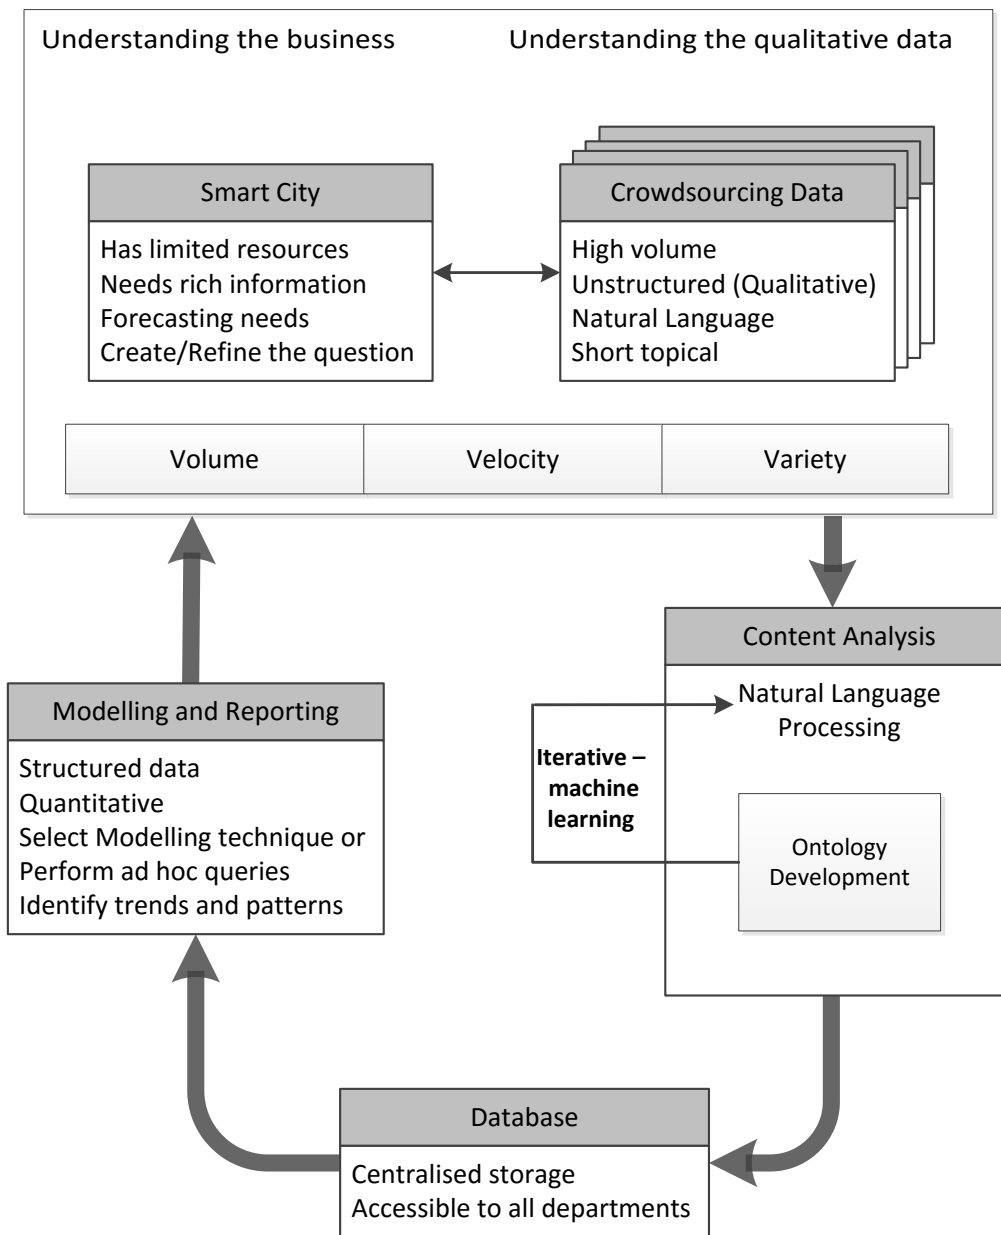 Understanding the business
Understanding the qualitative data
Smart City
Has limited resources
Needs rich information
Forecasting needs
Create/Refine the question
Crowdsourcing Data
High volume
Unstructured (Qualitative)
Natural Language
Short topical
Volume
Velocity
Variety
Content Analysis
Natural Language
Processing
Iterative –
machine
learning
Ontology
Development
Modelling and Reporting
Structured data
Quantitative
Select Modelling technique or
Perform ad hoc queries
Identify trends and patterns
Database
Centralised storage
Accessible to all departments